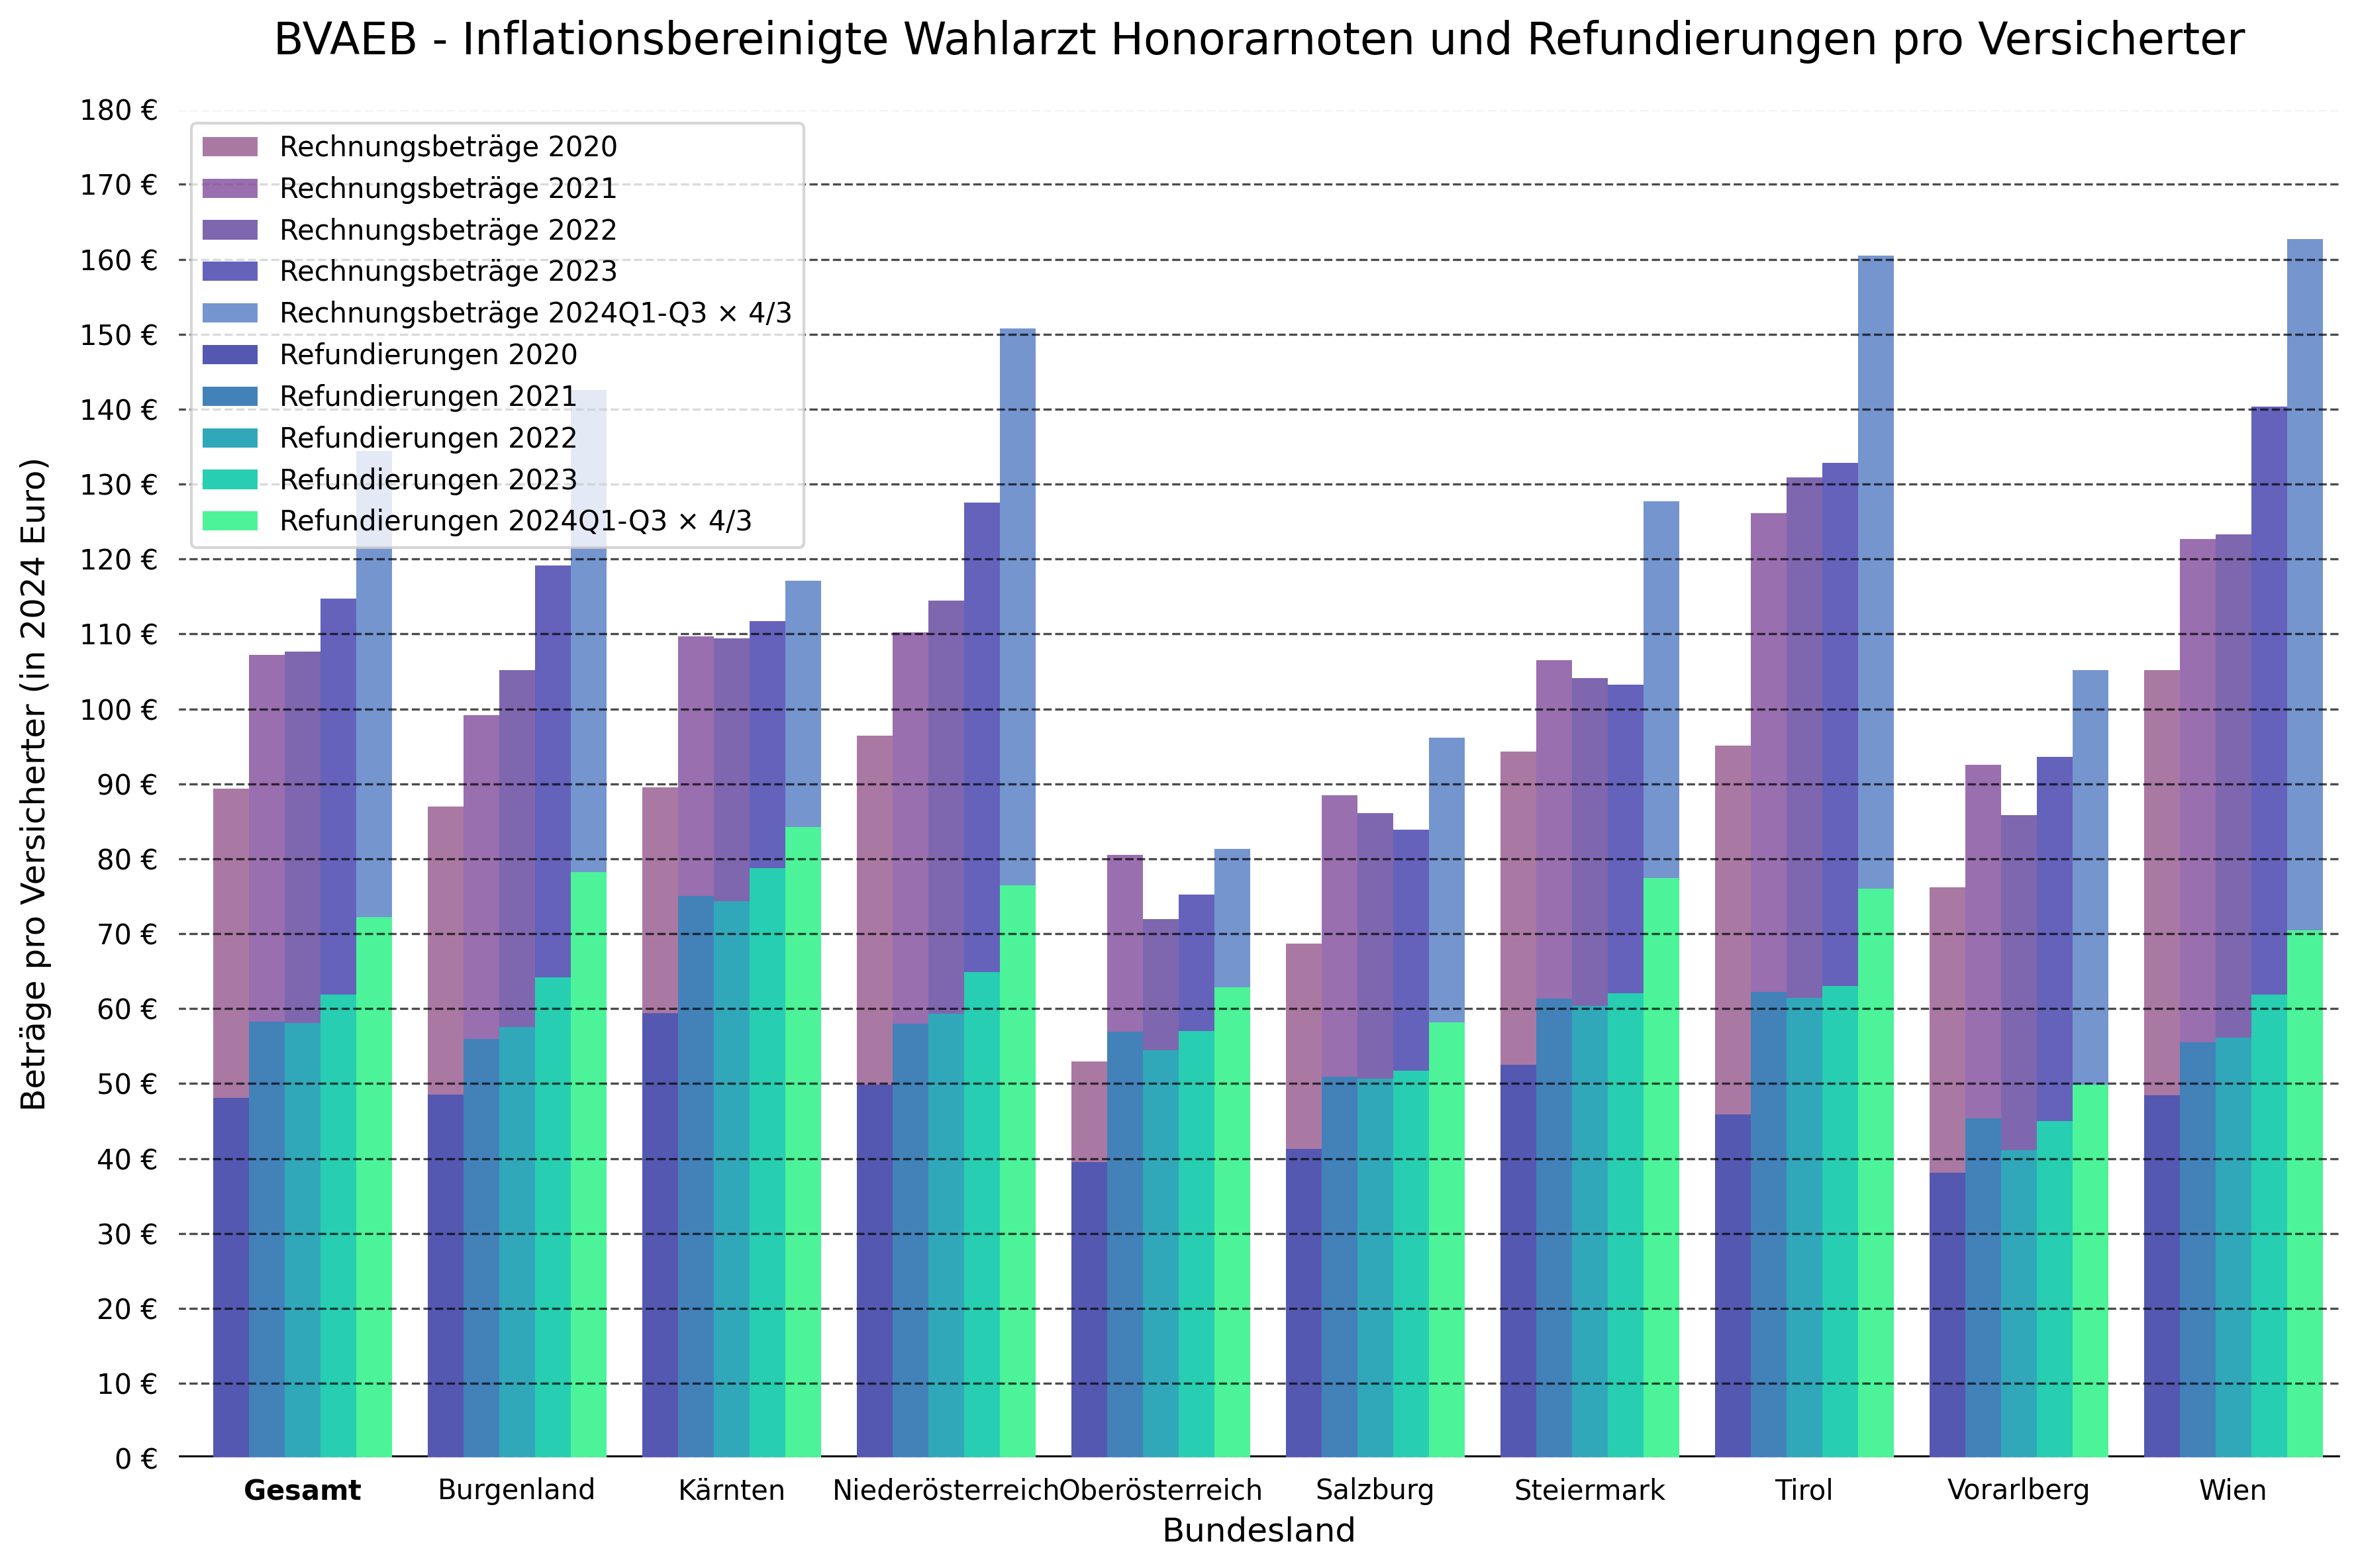 BVAEB - Inflationsbereinigte Wahlarzt Honorarnoten und Refundierungen pro Versicherter
180 €
170 €
160 €
150 €
140 €
130 €
120 €
110 €
100 €
90 €
80 €
70 €
60 €
50 €
40 €
30 €
20 €
10 €
0 €
Beträge pro Versicherter (in 2024 Euro)
Rechnungsbeträge 2020
Rechnungsbeträge 2021
Rechnungsbeträge 2022
Rechnungsbeträge 2023
Rechnungsbeträge 2024Q1-Q3 × 4/3
Refundierungen 2020
Refundierungen 2021
Refundierungen 2022
Refundierungen 2023
Refundierungen 2024Q1-Q3 × 4/3
Gesamt Burgenland Kärnten Niederösterreich Oberösterreich Salzburg Steiermark Tirol Vorarlberg Wien
Bundesland